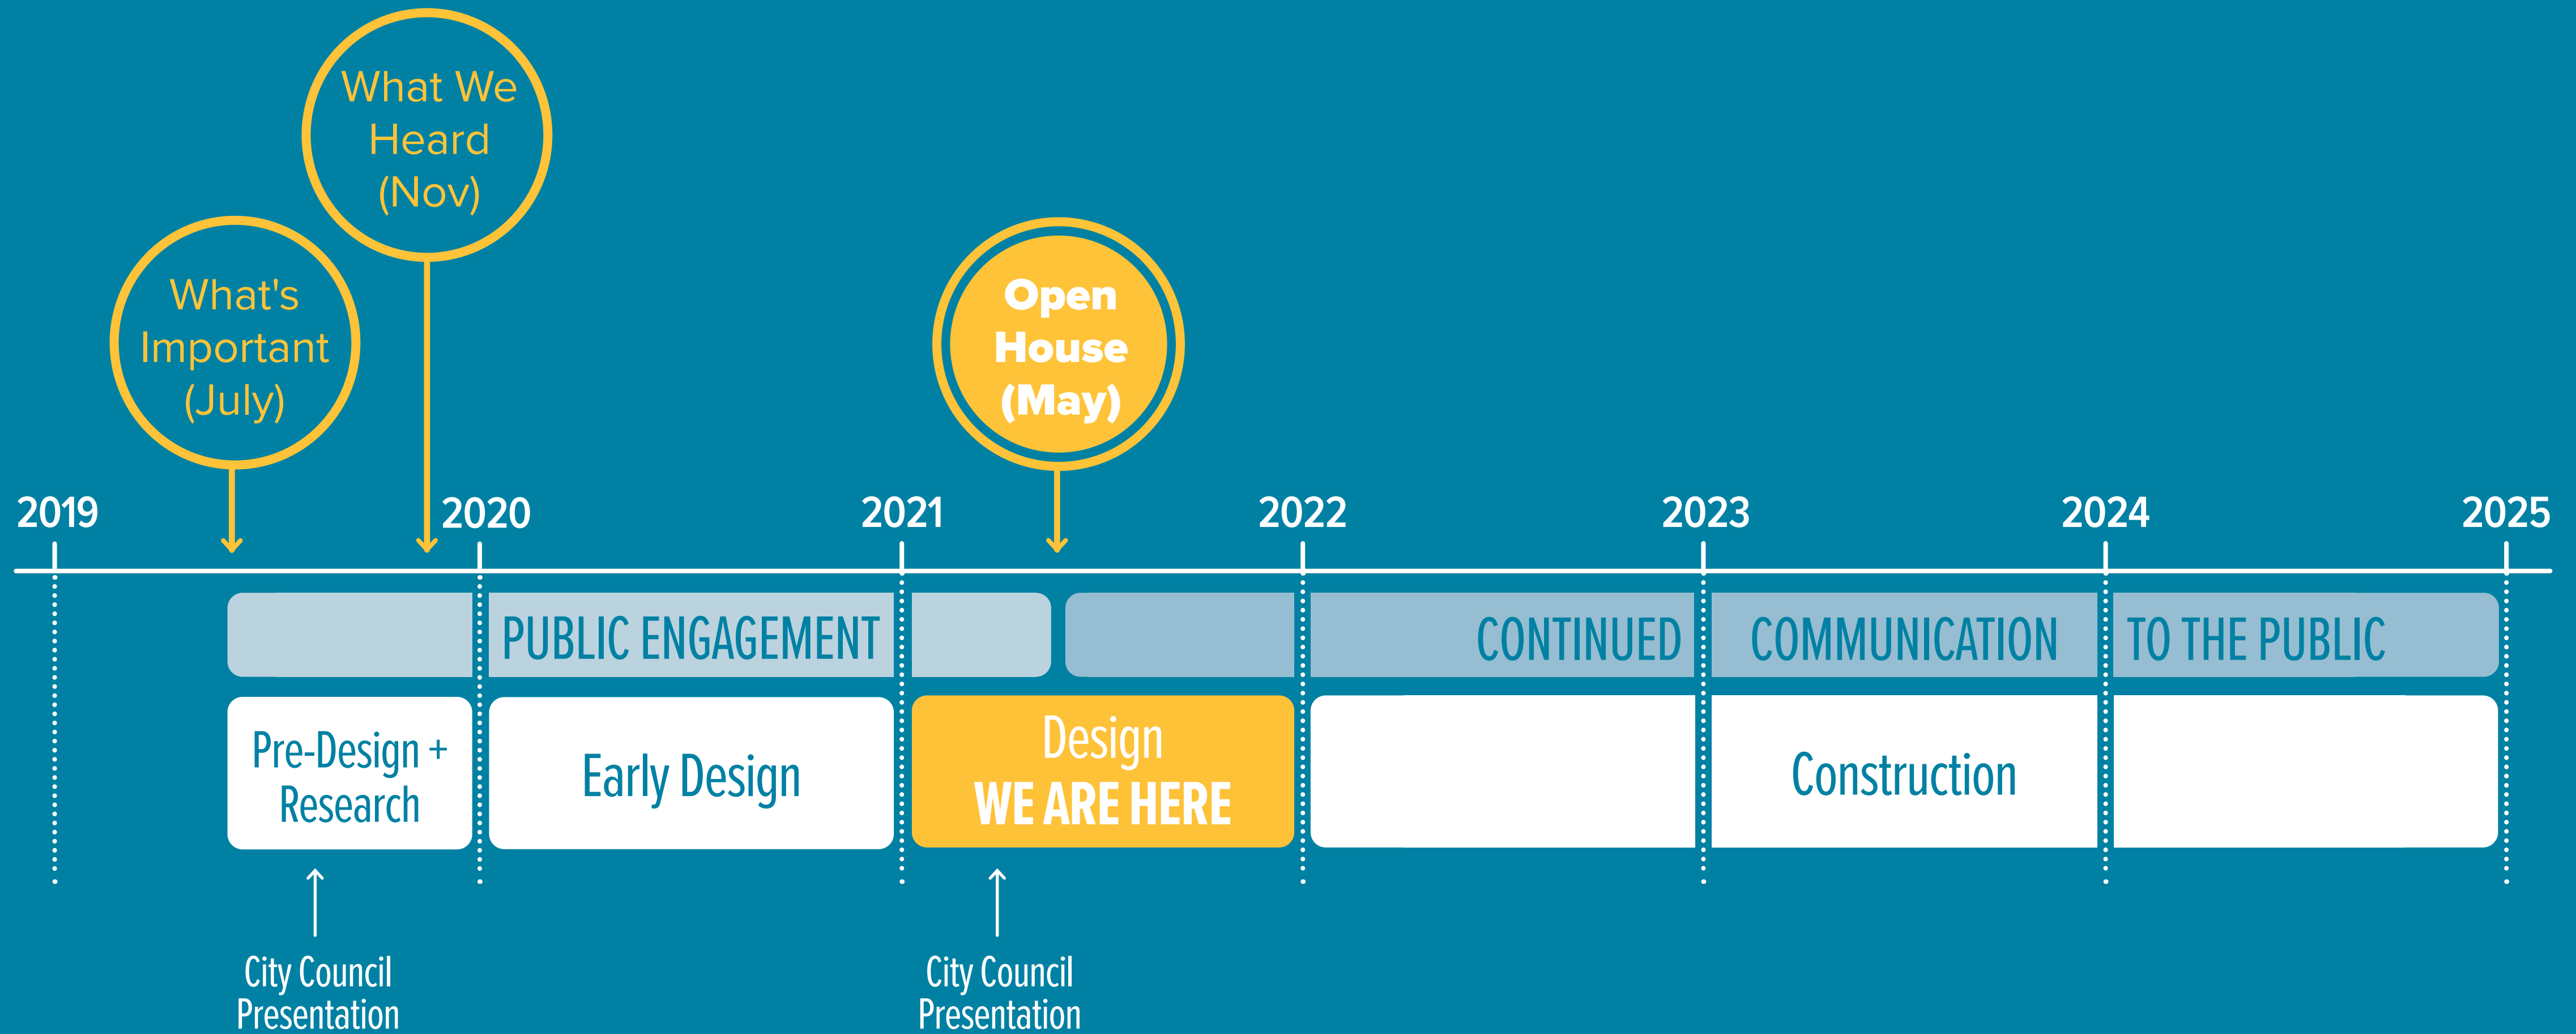 What We
Heard
(Nov)
What's
Important
(July)
Open
House
(May)
2019
2020
2021
2022
2023
2024
2025
PUBLIC ENGAGEMENT
CONTINUED COMMUNICATION TO THE PUBLIC
Pre-Design +
Research
Early Design
Design
WE ARE HERE
Construction
City Council
Presentation
City Council
Presentation